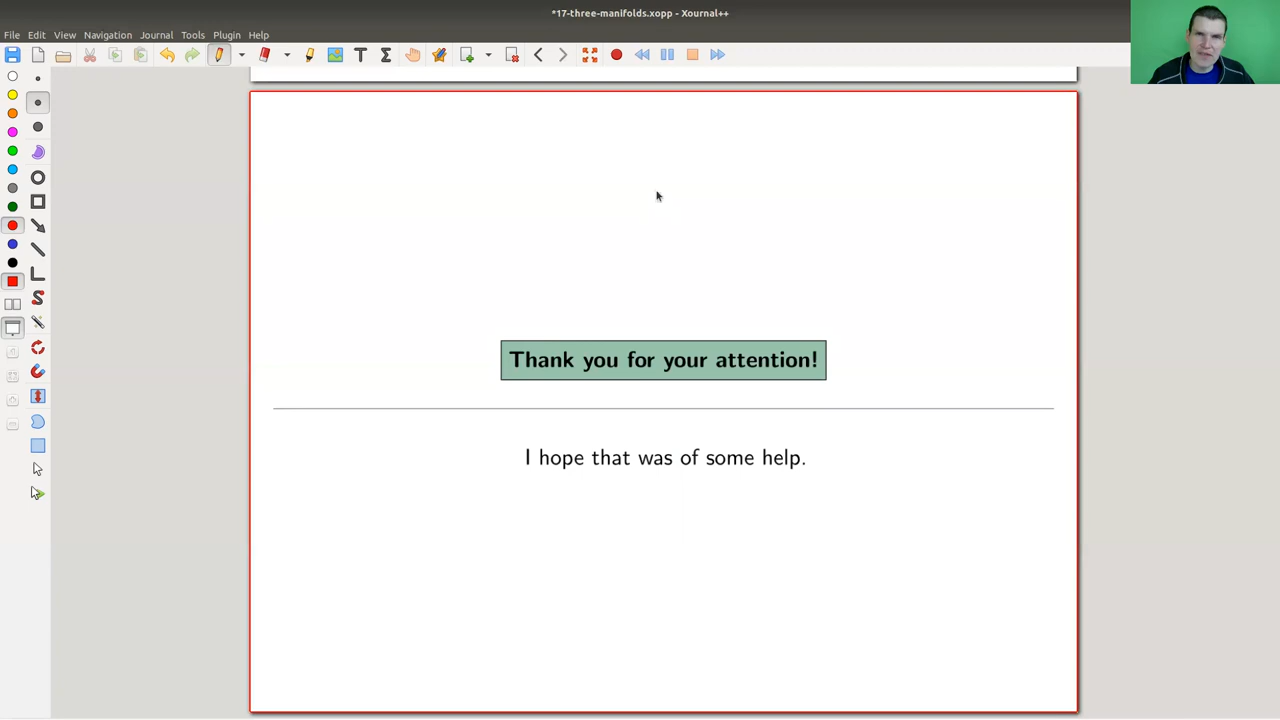 *17-three-manifolds.xopp - Xournal++
File Edit View Navigation Journal Tools Plugin Help
Thank you for your attention!
I hope that was of some help.